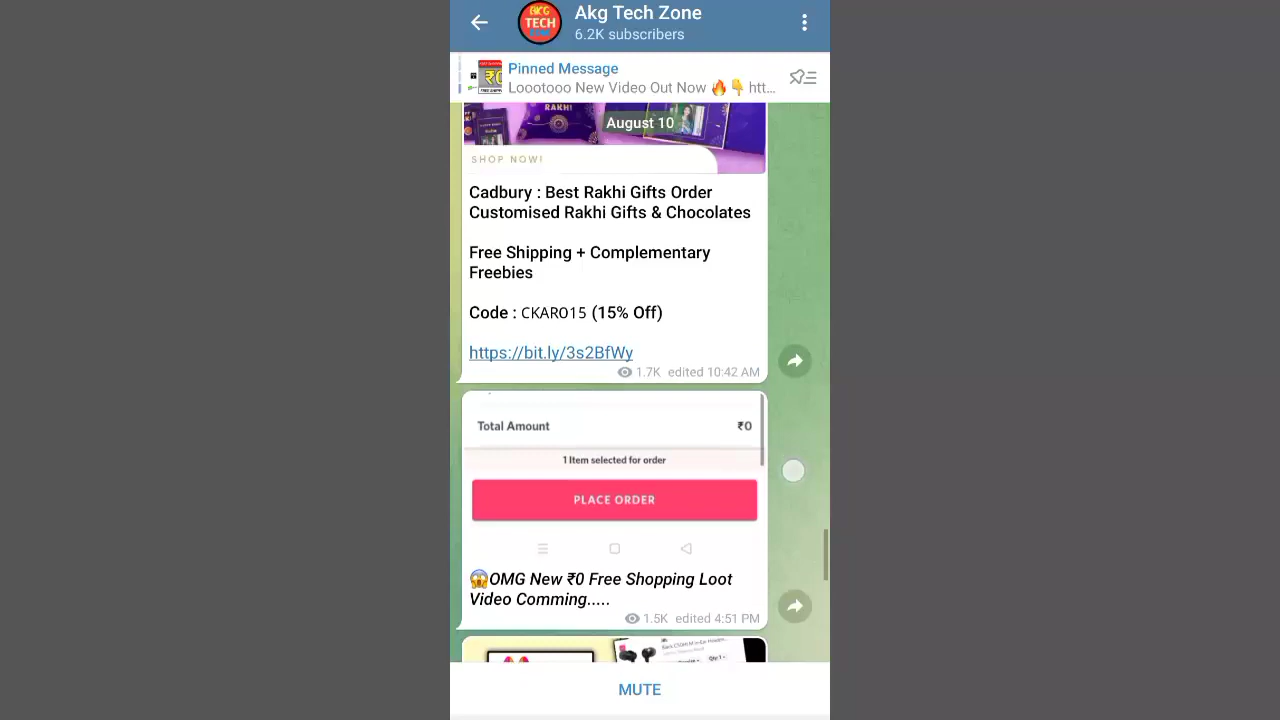 Akg Tech Zone
6.2K subscribers
TECH
Pinned Message
Loootooo New Video Out Now 🔥👇 htt...
RAKHI
August 10
SHOP NOW!
Cadbury : Best Rakhi Gifts Order
Customised Rakhi Gifts & Chocolates
Free Shipping + Complementary
Freebies
Code : CKARO15 (15% Off)
https://bit.ly/3s2BfWy
1.7K edited 10:42 AM
Total Amount ₹0
1 Item selected for order
PLACE ORDER
😱OMG New ₹0 Free Shopping Loot
Video Comming.....
1.5K edited 4:51 PM
MUTE